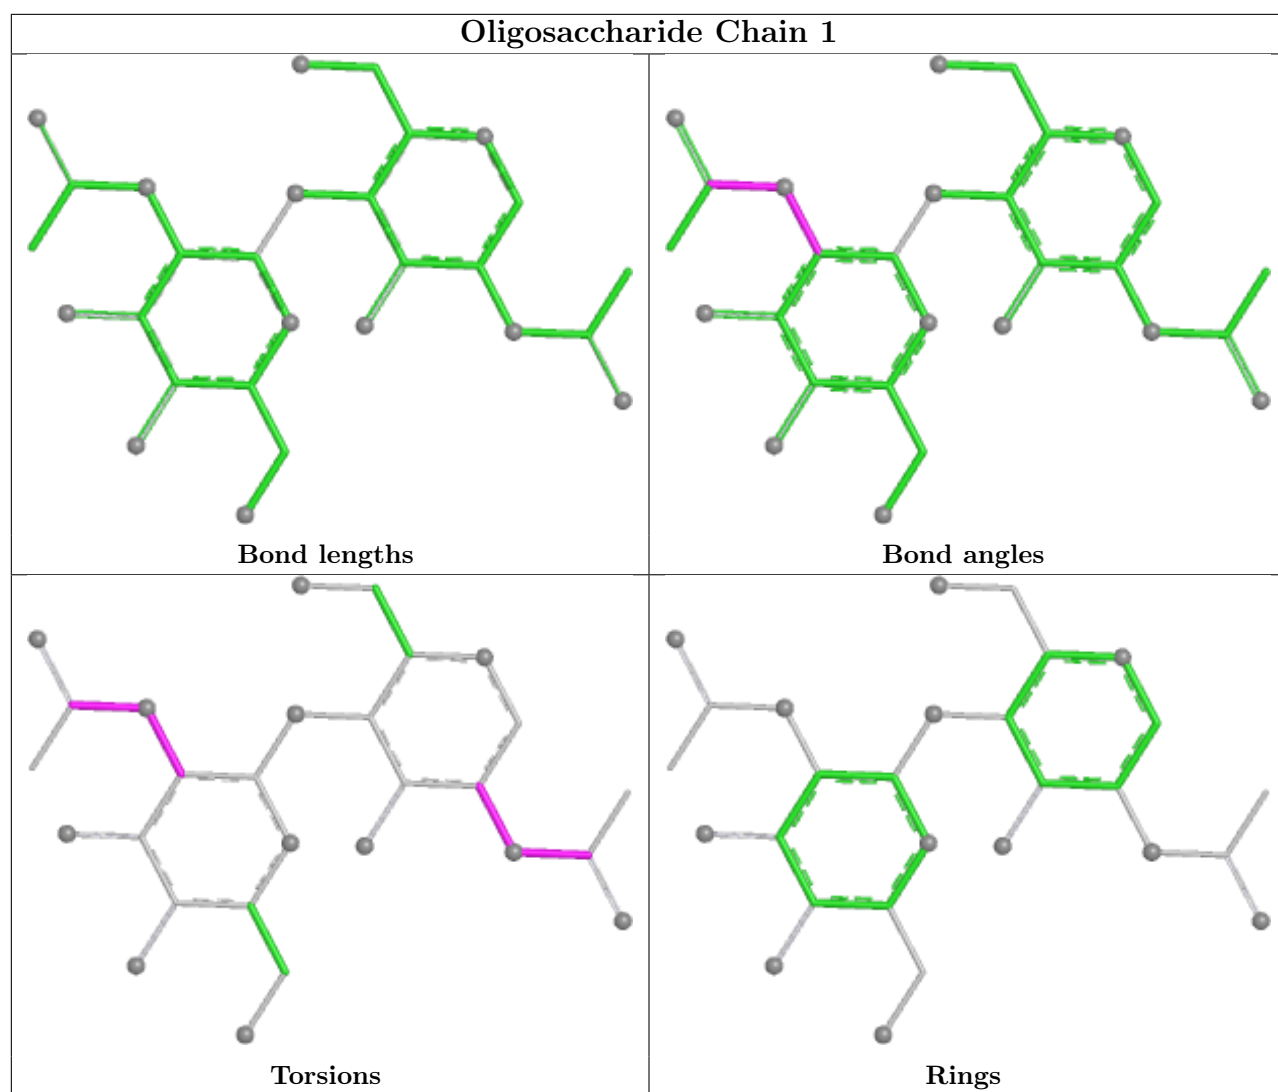 Oligosaccharide Chain 1
Bond lengths
Bond angles
Torsions
Rings